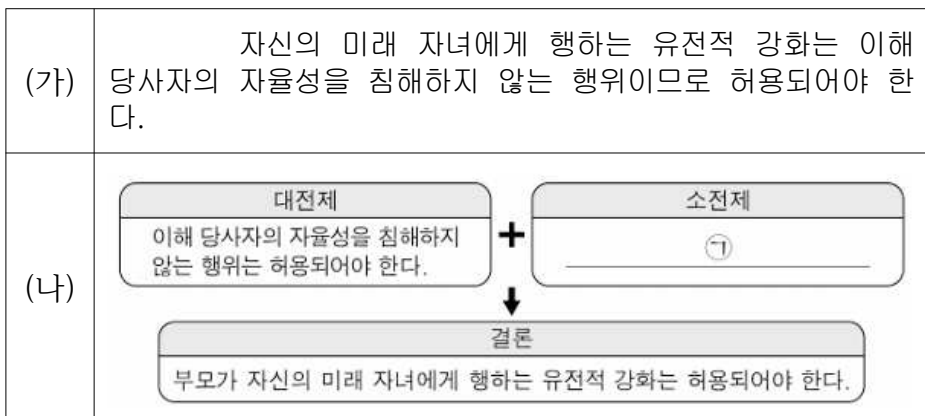 (가)
자신의 미래 자녀에게 행하는 유전적 강화는 이해
당사자의 자율성을 침해하지 않는 행위이므로 허용되어야 한
다.
(나)
대전제
이해 당사자의 자율성을 침해하지
않는 행위는 허용되어야 한다.
+
소전제
㉠
결론
부모가 자신의 미래 자녀에게 행하는 유전적 강화는 허용되어야 한다.